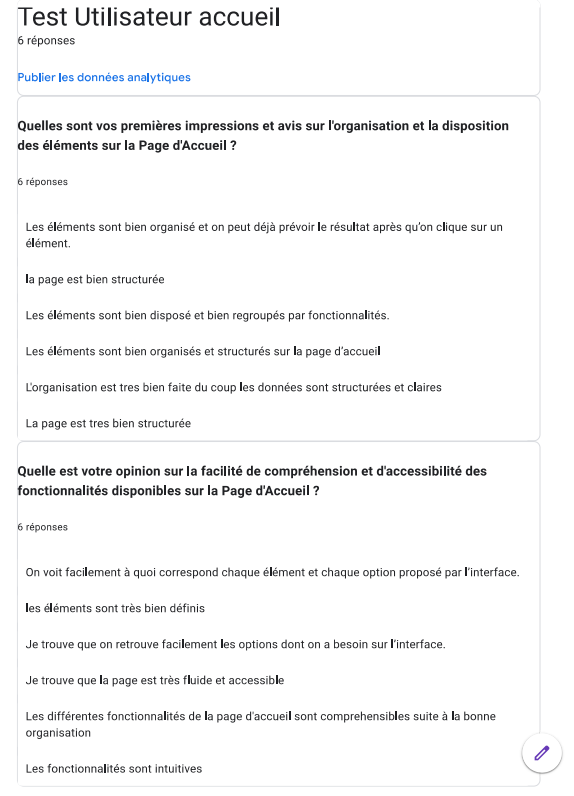 Test Utilisateur accueil
6 réponses
Publier les données analytiques
Quelles sont vos premières impressions et avis sur l'organisation et la disposition
des éléments sur la Page d'Accueil ?
6 réponses
Les éléments sont bien organisé et on peut déjà prévoir le résultat après qu'on clique sur un
élément.
la page est bien structurée
Les éléments sont bien disposé et bien regroupés par fonctionnalités.
Les éléments sont bien organisés et structurés sur la page d'accueil
L'organisation est tres bien faite du coup les données sont structurées et claires
La page est tres bien structurée
Quelle est votre opinion sur la facilité de compréhension et d'accessibilité des
fonctionnalités disponibles sur la Page d'Accueil ?
6 réponses
On voit facilement à quoi correspond chaque élément et chaque option proposé par l'interface.
les éléments sont très bien définis
Je trouve que on retrouve facilement les options dont on a besoin sur l'interface.
Je trouve que la page est très fluide et accessible
Les différentes fonctionnalités de la page d'accueil sont comprehensibles suite à la bonne
organisation
Les fonctionnalités sont intuitives